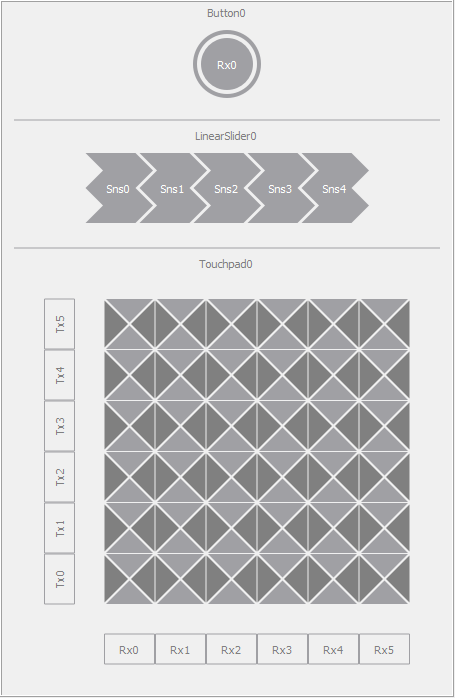 Button0
Rx0
LinearSlider0
Sns0 Sns1 Sns2 Sns3 Sns4
Touchpad0
Tx5
Tx4
Tx3
Tx2
Tx1
Tx0
Rx0 Rx1 Rx2 Rx3 Rx4 Rx5